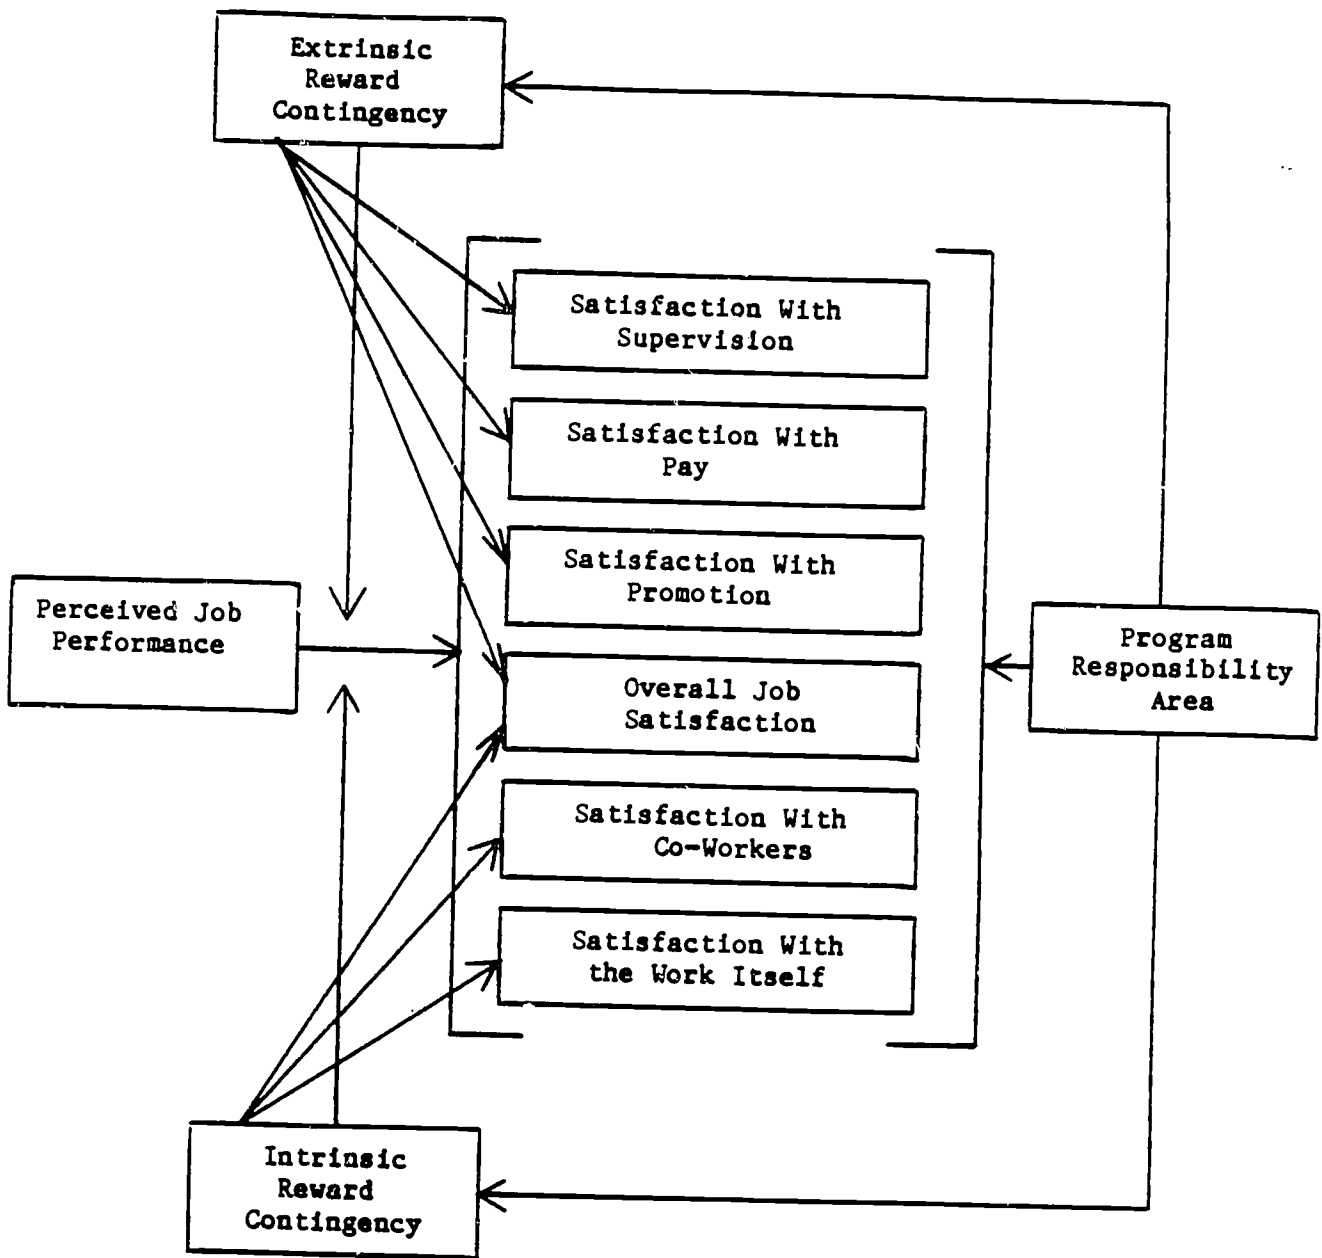 Extrinsic
Reward
Contingency
Satisfaction With
Supervision
Satisfaction With
Pay
Satisfaction With
Promotion
Perceived Job
Performance
Overall Job
Satisfaction
Program
Responsibility
Area
Satisfaction With
Co-Workers
Satisfaction With
the Work Itself
Intrinsic
Reward
Contingency